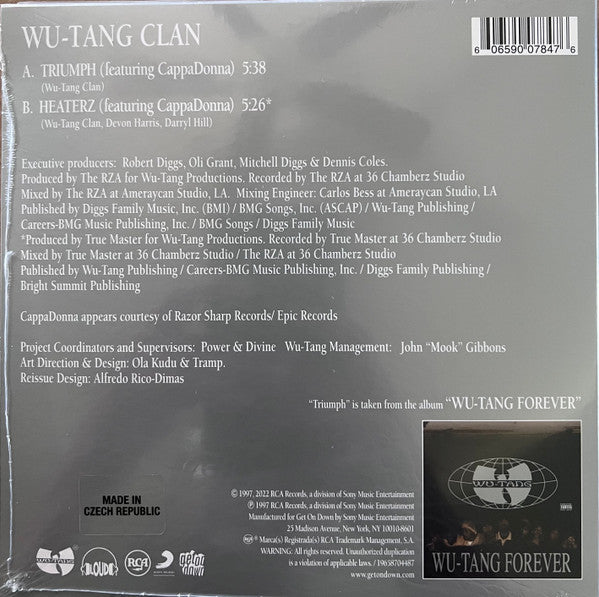 WU-TANG CLAN
A. TRIUMPH (featuring CappaDonna) 5:38
(Wu-Tang Clan)
B. HEATERZ (featuring CappaDonna) 5:26*
(Wu-Tang Clan, Devon Harris, Darryl Hill)
6 06590 07847 6
Executive producers: Robert Diggs, Oli Grant, Mitchell Diggs & Dennis Coles.
Produced by The RZA for Wu-Tang Productions. Recorded by The RZA at 36 Chamberz Studio
Mixed by The RZA at Ameraycan Studio, LA. Mixing Engineer: Carlos Bess at Ameraycan Studio, LA
Published by Diggs Family Music, Inc. (BMI) / BMG Songs, Inc. (ASCAP) / Wu-Tang Publishing /
Careers-BMG Music Publishing, Inc. / BMG Songs / Diggs Family Music
*Produced by True Master for Wu-Tang Productions. Recorded by True Master at 36 Chamberz Studio
Mixed by True Master at 36 Chamberz Studio / The RZA at 36 Chamberz Studio
Published by Wu-Tang Publishing / Careers-BMG Music Publishing, Inc. / Diggs Family Publishing /
Bright Summit Publishing
CappaDonna appears courtesy of Razor Sharp Records/ Epic Records
Project Coordinators and Supervisors: Power & Divine Wu-Tang Management: John “Mook” Gibbons
Art Direction & Design: Ola Kudu & Tramp.
Reissue Design: Alfredo Rico-Dimas
“Triumph” is taken from the album “WU-TANG FOREVER”
MADE IN
CZECH REPUBLIC
© 1997, 2022 RCA Records, a division of Sony Music Entertainment
℗ 1997 RCA Records, a division of Sony Music Entertainment
Manufactured for Get On Down by Sony Music Entertainment
25 Madison Avenue, New York, NY 10010-8601
RCA ® Marca(s) Registrada(s) RCA Trademark Management, S.A.
WARNING: All rights reserved. Unauthorized duplication
is a violation of applicable laws. / 19658704487
www.getondown.com
WU-TANG
LOUD
RCA
get on down
WU-TANG
WU-TANG FOREVER